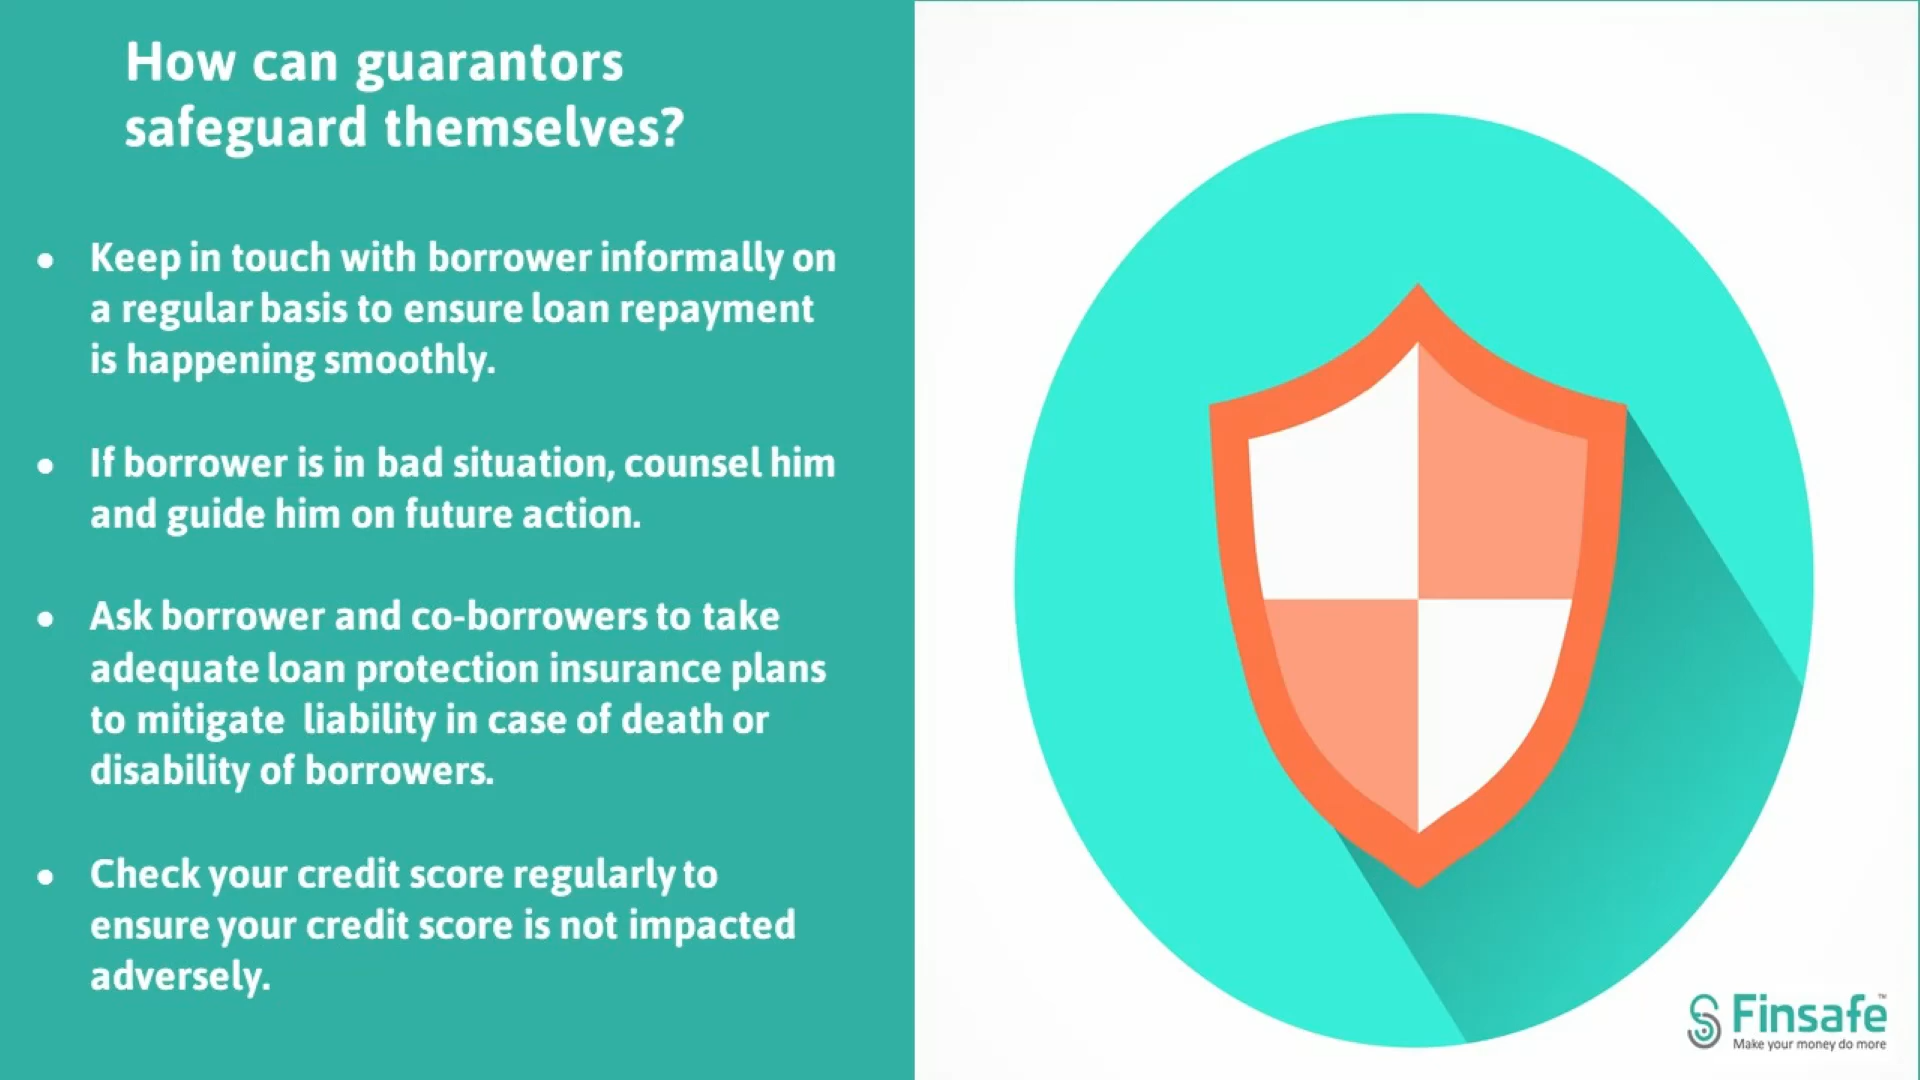 How can guarantors
safeguard themselves?
● Keep in touch with borrower informally on
a regular basis to ensure loan repayment
is happening smoothly.
● If borrower is in bad situation, counsel him
and guide him on future action.
● Ask borrower and co-borrowers to take
adequate loan protection insurance plans
to mitigate  liability in case of death or
disability of borrowers.
● Check your credit score regularly to
ensure your credit score is not impacted
adversely.
Finsafe™
Make your money do more